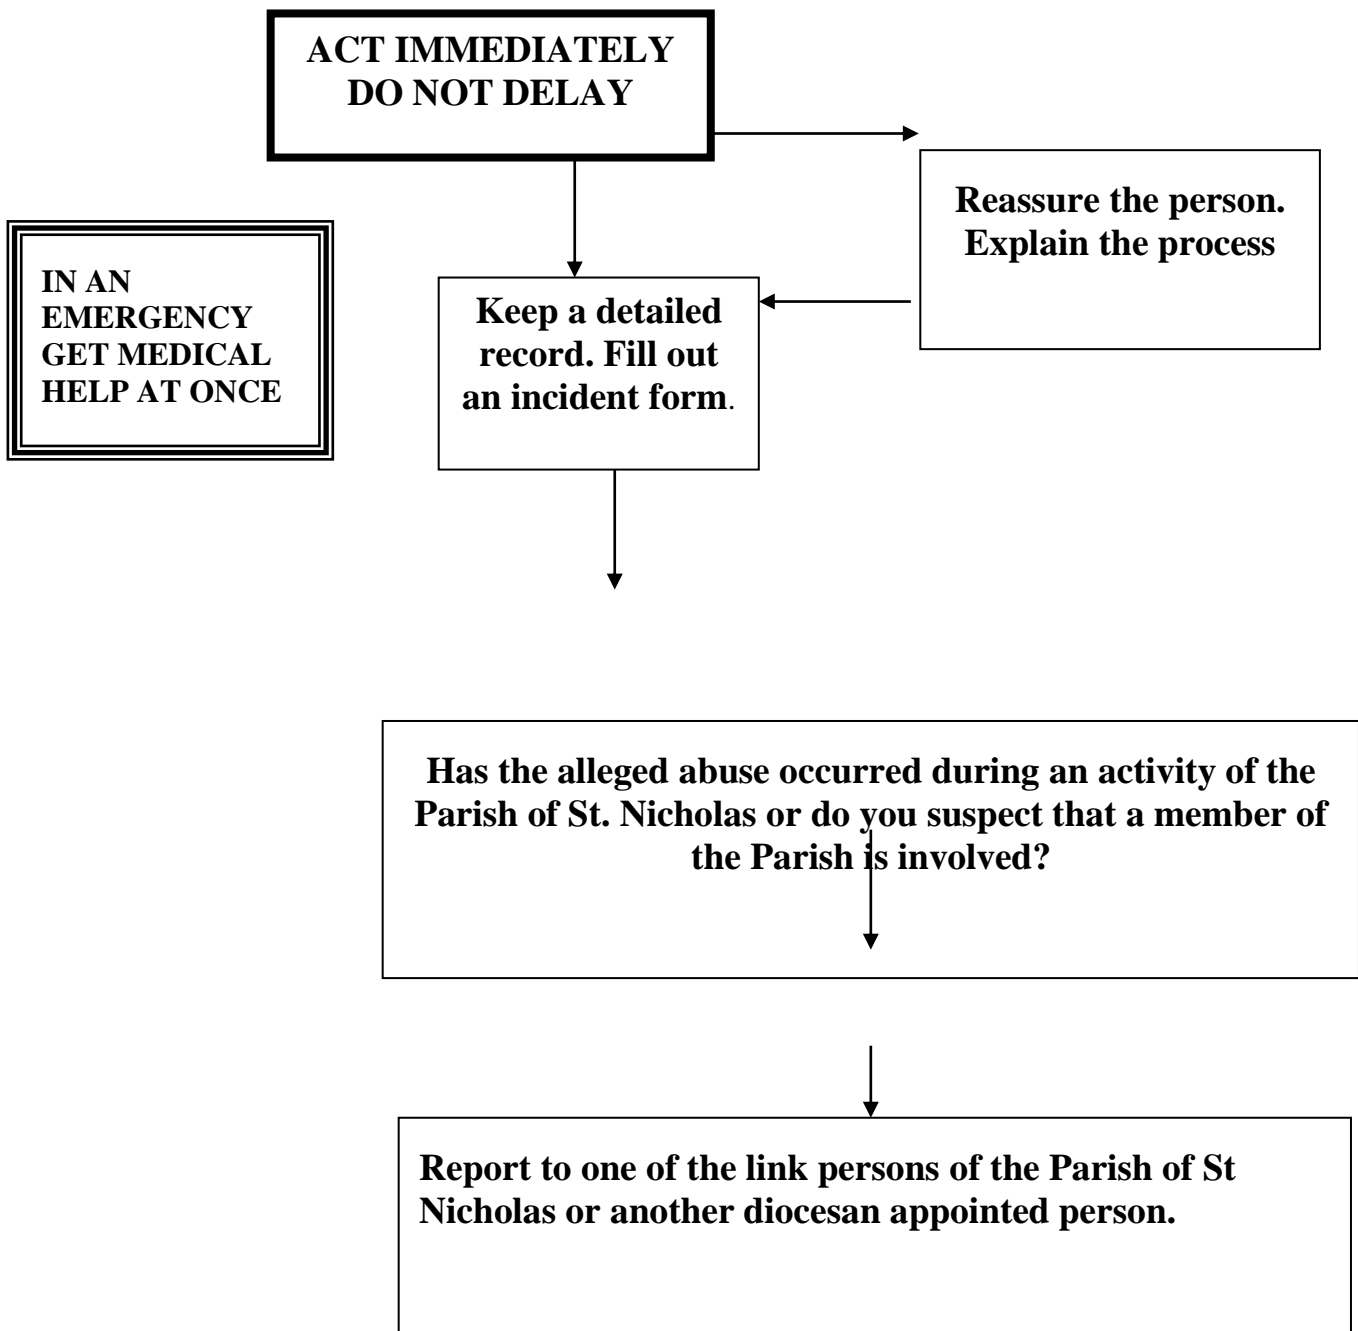 ACT IMMEDIATELY
DO NOT DELAY
Reassure the person.
Explain the process
IN AN
EMERGENCY
GET MEDICAL
HELP AT ONCE
Keep a detailed
record. Fill out
an incident form.
Has the alleged abuse occurred during an activity of the
Parish of St. Nicholas or do you suspect that a member of
the Parish is involved?
Report to one of the link persons of the Parish of St
Nicholas or another diocesan appointed person.